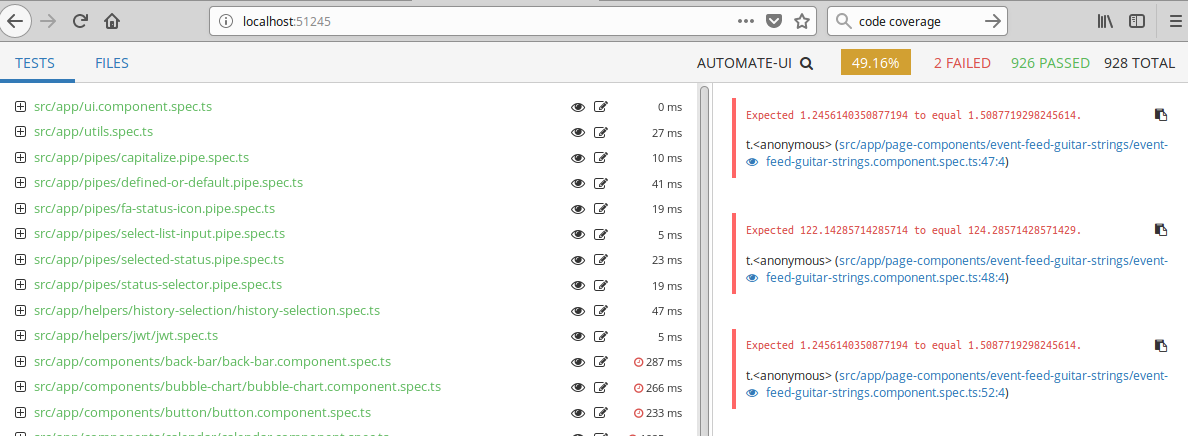 localhost:51245
code coverage
TESTS FILES AUTOMATE-UI 49.16% 2 FAILED 926 PASSED 928 TOTAL
src/app/ui.component.spec.ts 0 ms
src/app/utils.spec.ts 27 ms
src/app/pipes/capitalize.pipe.spec.ts 10 ms
src/app/pipes/defined-or-default.pipe.spec.ts 41 ms
src/app/pipes/fa-status-icon.pipe.spec.ts 19 ms
src/app/pipes/select-list-input.pipe.spec.ts 5 ms
src/app/pipes/selected-status.pipe.spec.ts 23 ms
src/app/pipes/status-selector.pipe.spec.ts 19 ms
src/app/helpers/history-selection/history-selection.spec.ts 47 ms
src/app/helpers/jwt/jwt.spec.ts 5 ms
src/app/components/back-bar/back-bar.component.spec.ts 287 ms
src/app/components/bubble-chart/bubble-chart.component.spec.ts 266 ms
src/app/components/button/button.component.spec.ts 233 ms
Expected 1.2456140350877194 to equal 1.5087719298245614.
t.<anonymous> (src/app/page-components/event-feed-guitar-strings/event-
feed-guitar-strings.component.spec.ts:47:4)
Expected 122.14285714285714 to equal 124.28571428571429.
t.<anonymous> (src/app/page-components/event-feed-guitar-strings/event-
feed-guitar-strings.component.spec.ts:48:4)
Expected 1.2456140350877194 to equal 1.5087719298245614.
t.<anonymous> (src/app/page-components/event-feed-guitar-strings/event-
feed-guitar-strings.component.spec.ts:52:4)